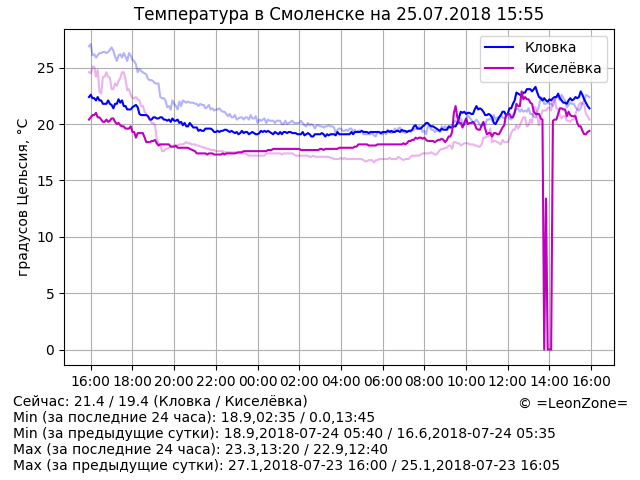 Температура в Смоленске на 25.07.2018 15:55
Кловка
Киселёвка
градусов Цельсия, °C
25
20
15
10
5
0
16:00 18:00 20:00 22:00 00:00 02:00 04:00 06:00 08:00 10:00 12:00 14:00 16:00
Сейчас: 21.4 / 19.4 (Кловка / Киселёвка)
© =LeonZone=
Min (за последние 24 часа): 18.9,02:35 / 0.0,13:45
Min (за предыдущие сутки): 18.9,2018-07-24 05:40 / 16.6,2018-07-24 05:35
Max (за последние 24 часа): 23.3,13:20 / 22.9,12:40
Max (за предыдущие сутки): 27.1,2018-07-23 16:00 / 25.1,2018-07-23 16:05